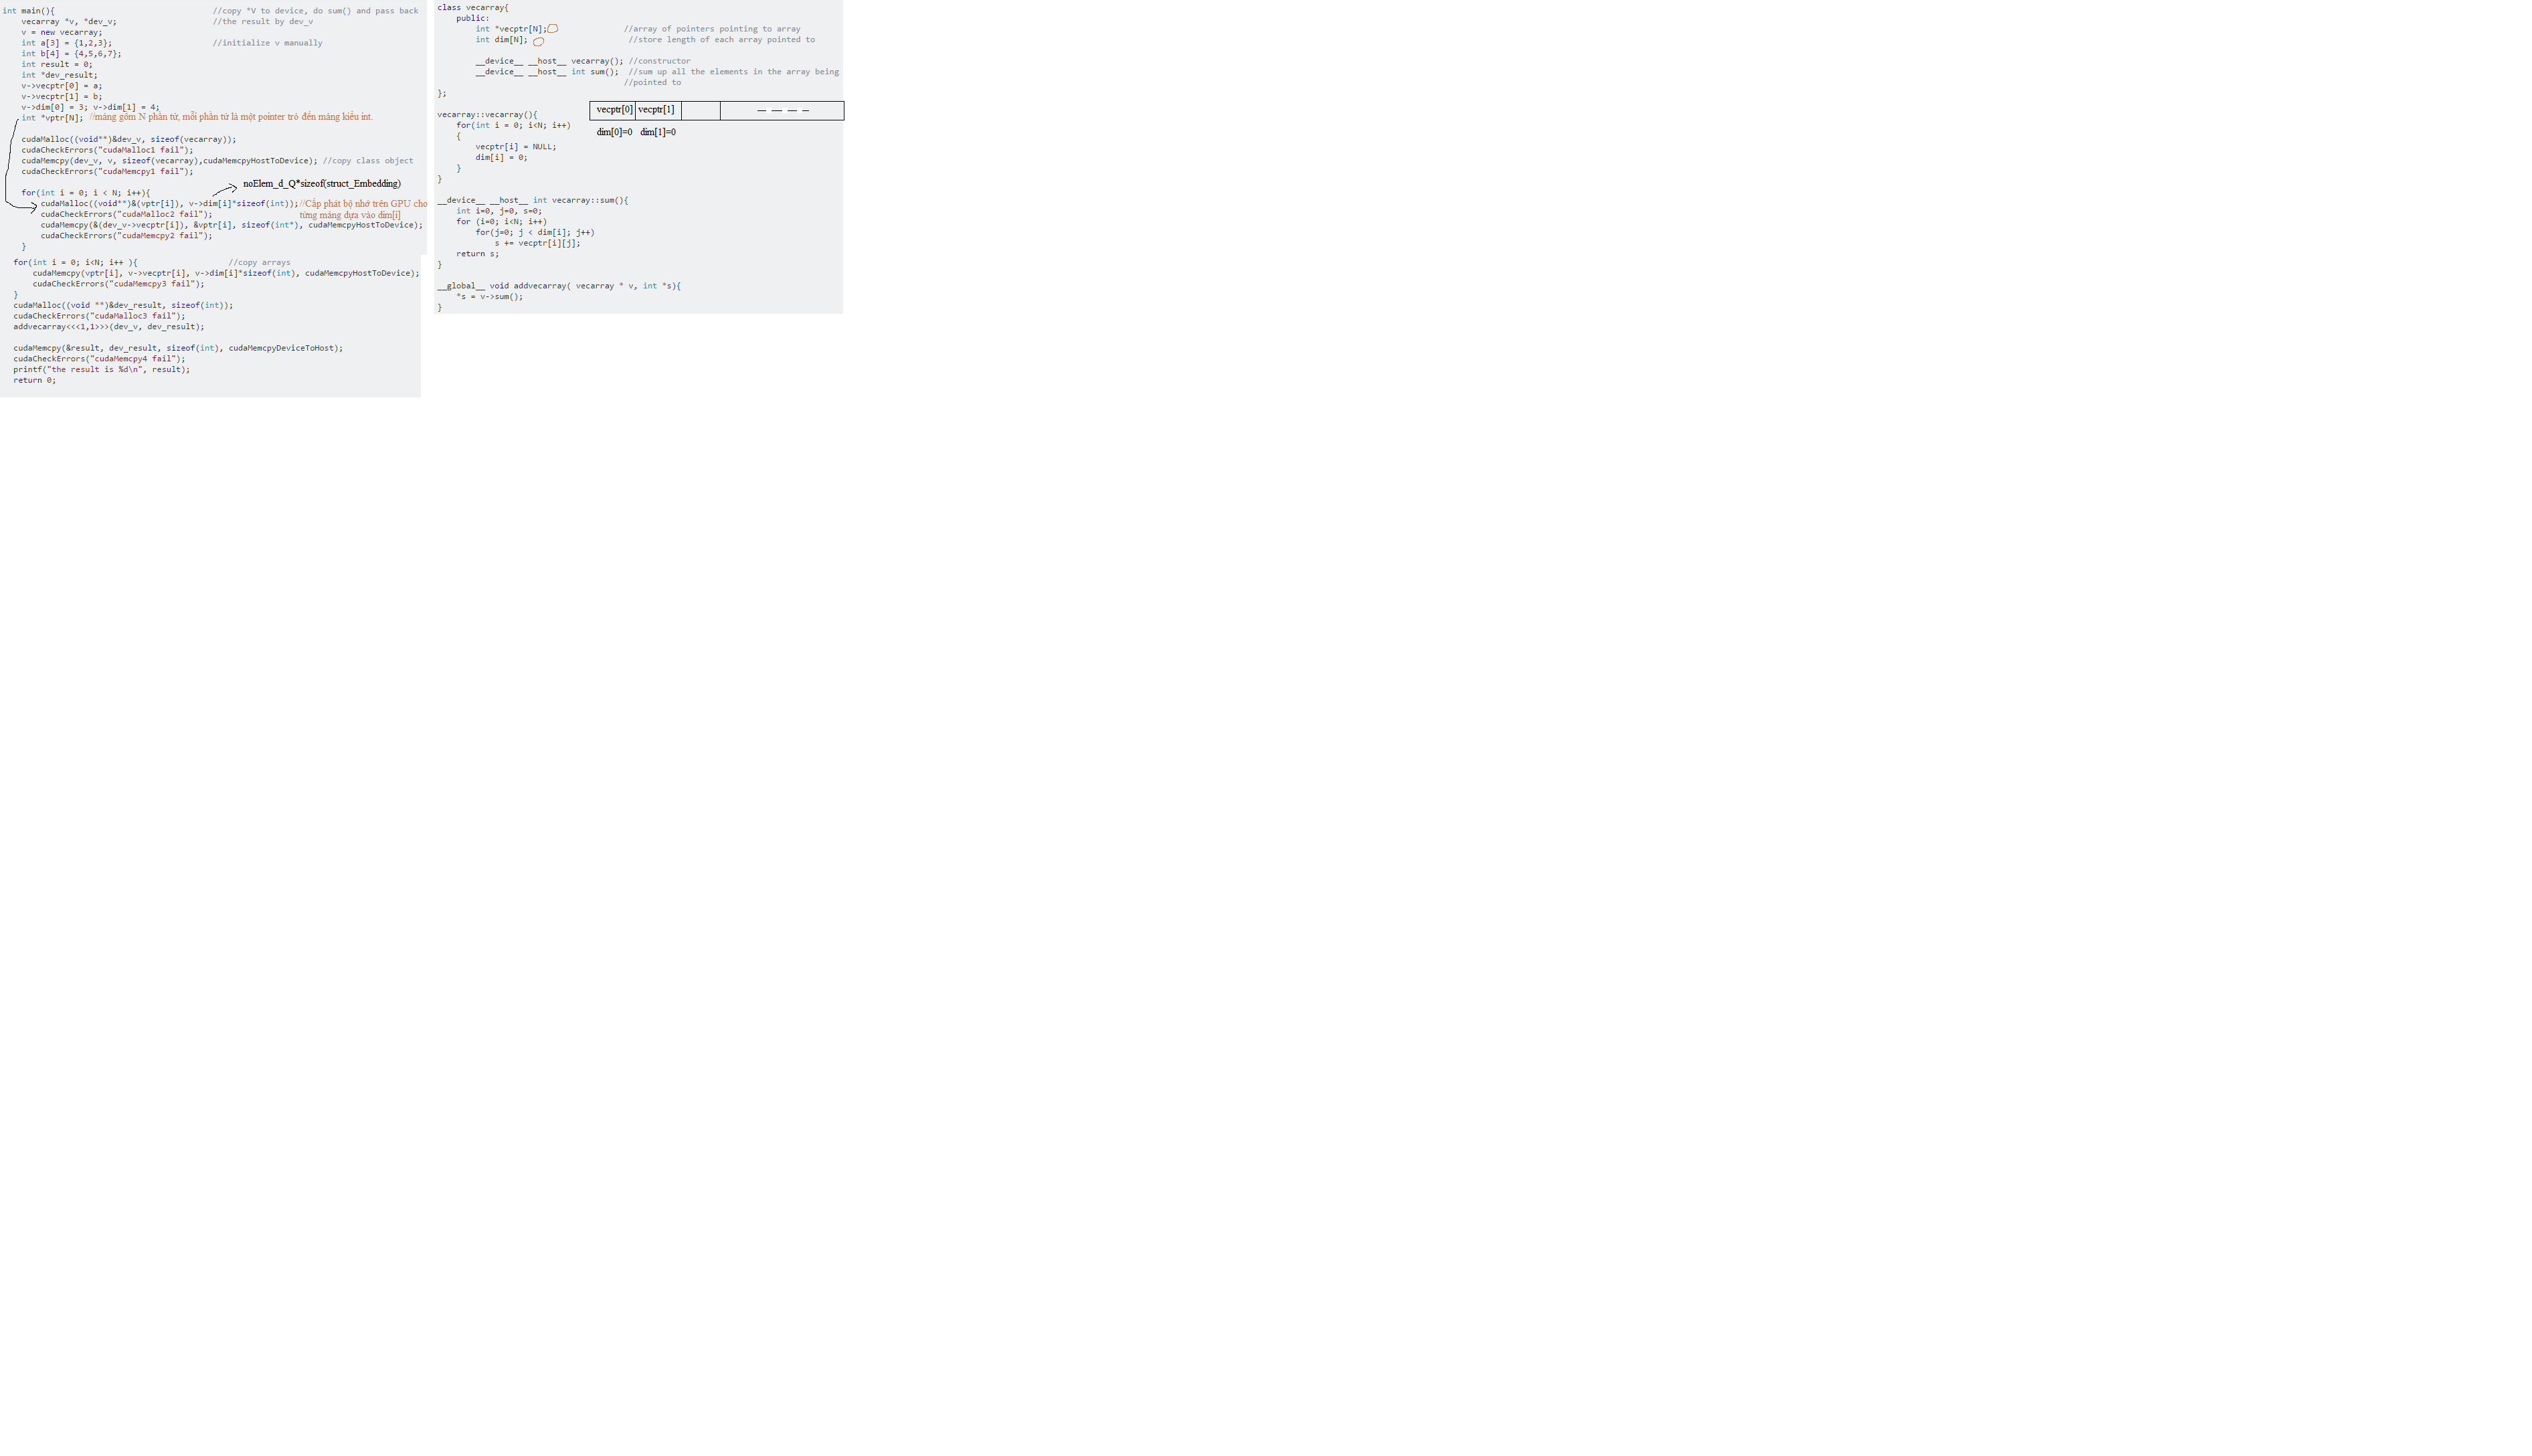 int main(){ //copy *V to device, do sum() and pass back
vecarray *v, *dev_v; //the result by dev_v
v = new vecarray;
int a[3] = {1,2,3}; //initialize v manually
int b[4] = {4,5,6,7};
int result = 0;
int *dev_result;
v->vecptr[0] = a;
v->vecptr[1] = b;
v->dim[0] = 3; v->dim[1] = 4;
int *vptr[N]; //mảng gồm N phần tử, mỗi phần tử là một pointer trỏ đến mảng kiểu int.
cudaMalloc((void**)&dev_v, sizeof(vecarray));
cudaCheckErrors("cudaMalloc1 fail");
cudaMemcpy(dev_v, v, sizeof(vecarray),cudaMemcpyHostToDevice); //copy class object
cudaCheckErrors("cudaMemcpy1 fail");
noElem_d_Q*sizeof(struct_Embedding)
for(int i = 0; i < N; i++){
cudaMalloc((void**)&(vptr[i]), v->dim[i]*sizeof(int)); //Cấp phát bộ nhớ trên GPU cho
cudaCheckErrors("cudaMalloc2 fail"); từng mảng dựa vào dim[i]
cudaMemcpy(&(dev_v->vecptr[i]), &vptr[i], sizeof(int*), cudaMemcpyHostToDevice);
cudaCheckErrors("cudaMemcpy2 fail");
}
for(int i = 0; i<N; i++ ){ //copy arrays
cudaMemcpy(vptr[i], v->vecptr[i], v->dim[i]*sizeof(int), cudaMemcpyHostToDevice);
cudaCheckErrors("cudaMemcpy3 fail");
}
cudaMalloc((void **)&dev_result, sizeof(int));
cudaCheckErrors("cudaMalloc3 fail");
addvecarray<<<1,1>>>(dev_v, dev_result);
cudaMemcpy(&result, dev_result, sizeof(int), cudaMemcpyDeviceToHost);
cudaCheckErrors("cudaMemcpy4 fail");
printf("the result is %d\n", result);
return 0;
class vecarray{
public:
int *vecptr[N]; //array of pointers pointing to array
int dim[N]; //store length of each array pointed to
__device__ __host__ vecarray(); //constructor
__device__ __host__ int sum(); //sum up all the elements in the array being
//pointed to
};
vecptr[0] vecptr[1]
dim[0]=0 dim[1]=0
vecarray::vecarray(){
for(int i = 0; i<N; i++)
{
vecptr[i] = NULL;
dim[i] = 0;
}
}
__device__ __host__ int vecarray::sum(){
int i=0, j=0, s=0;
for (i=0; i<N; i++)
for(j=0; j < dim[i]; j++)
s += vecptr[i][j];
return s;
}
__global__ void addvecarray( vecarray * v, int *s){
*s = v->sum();
}